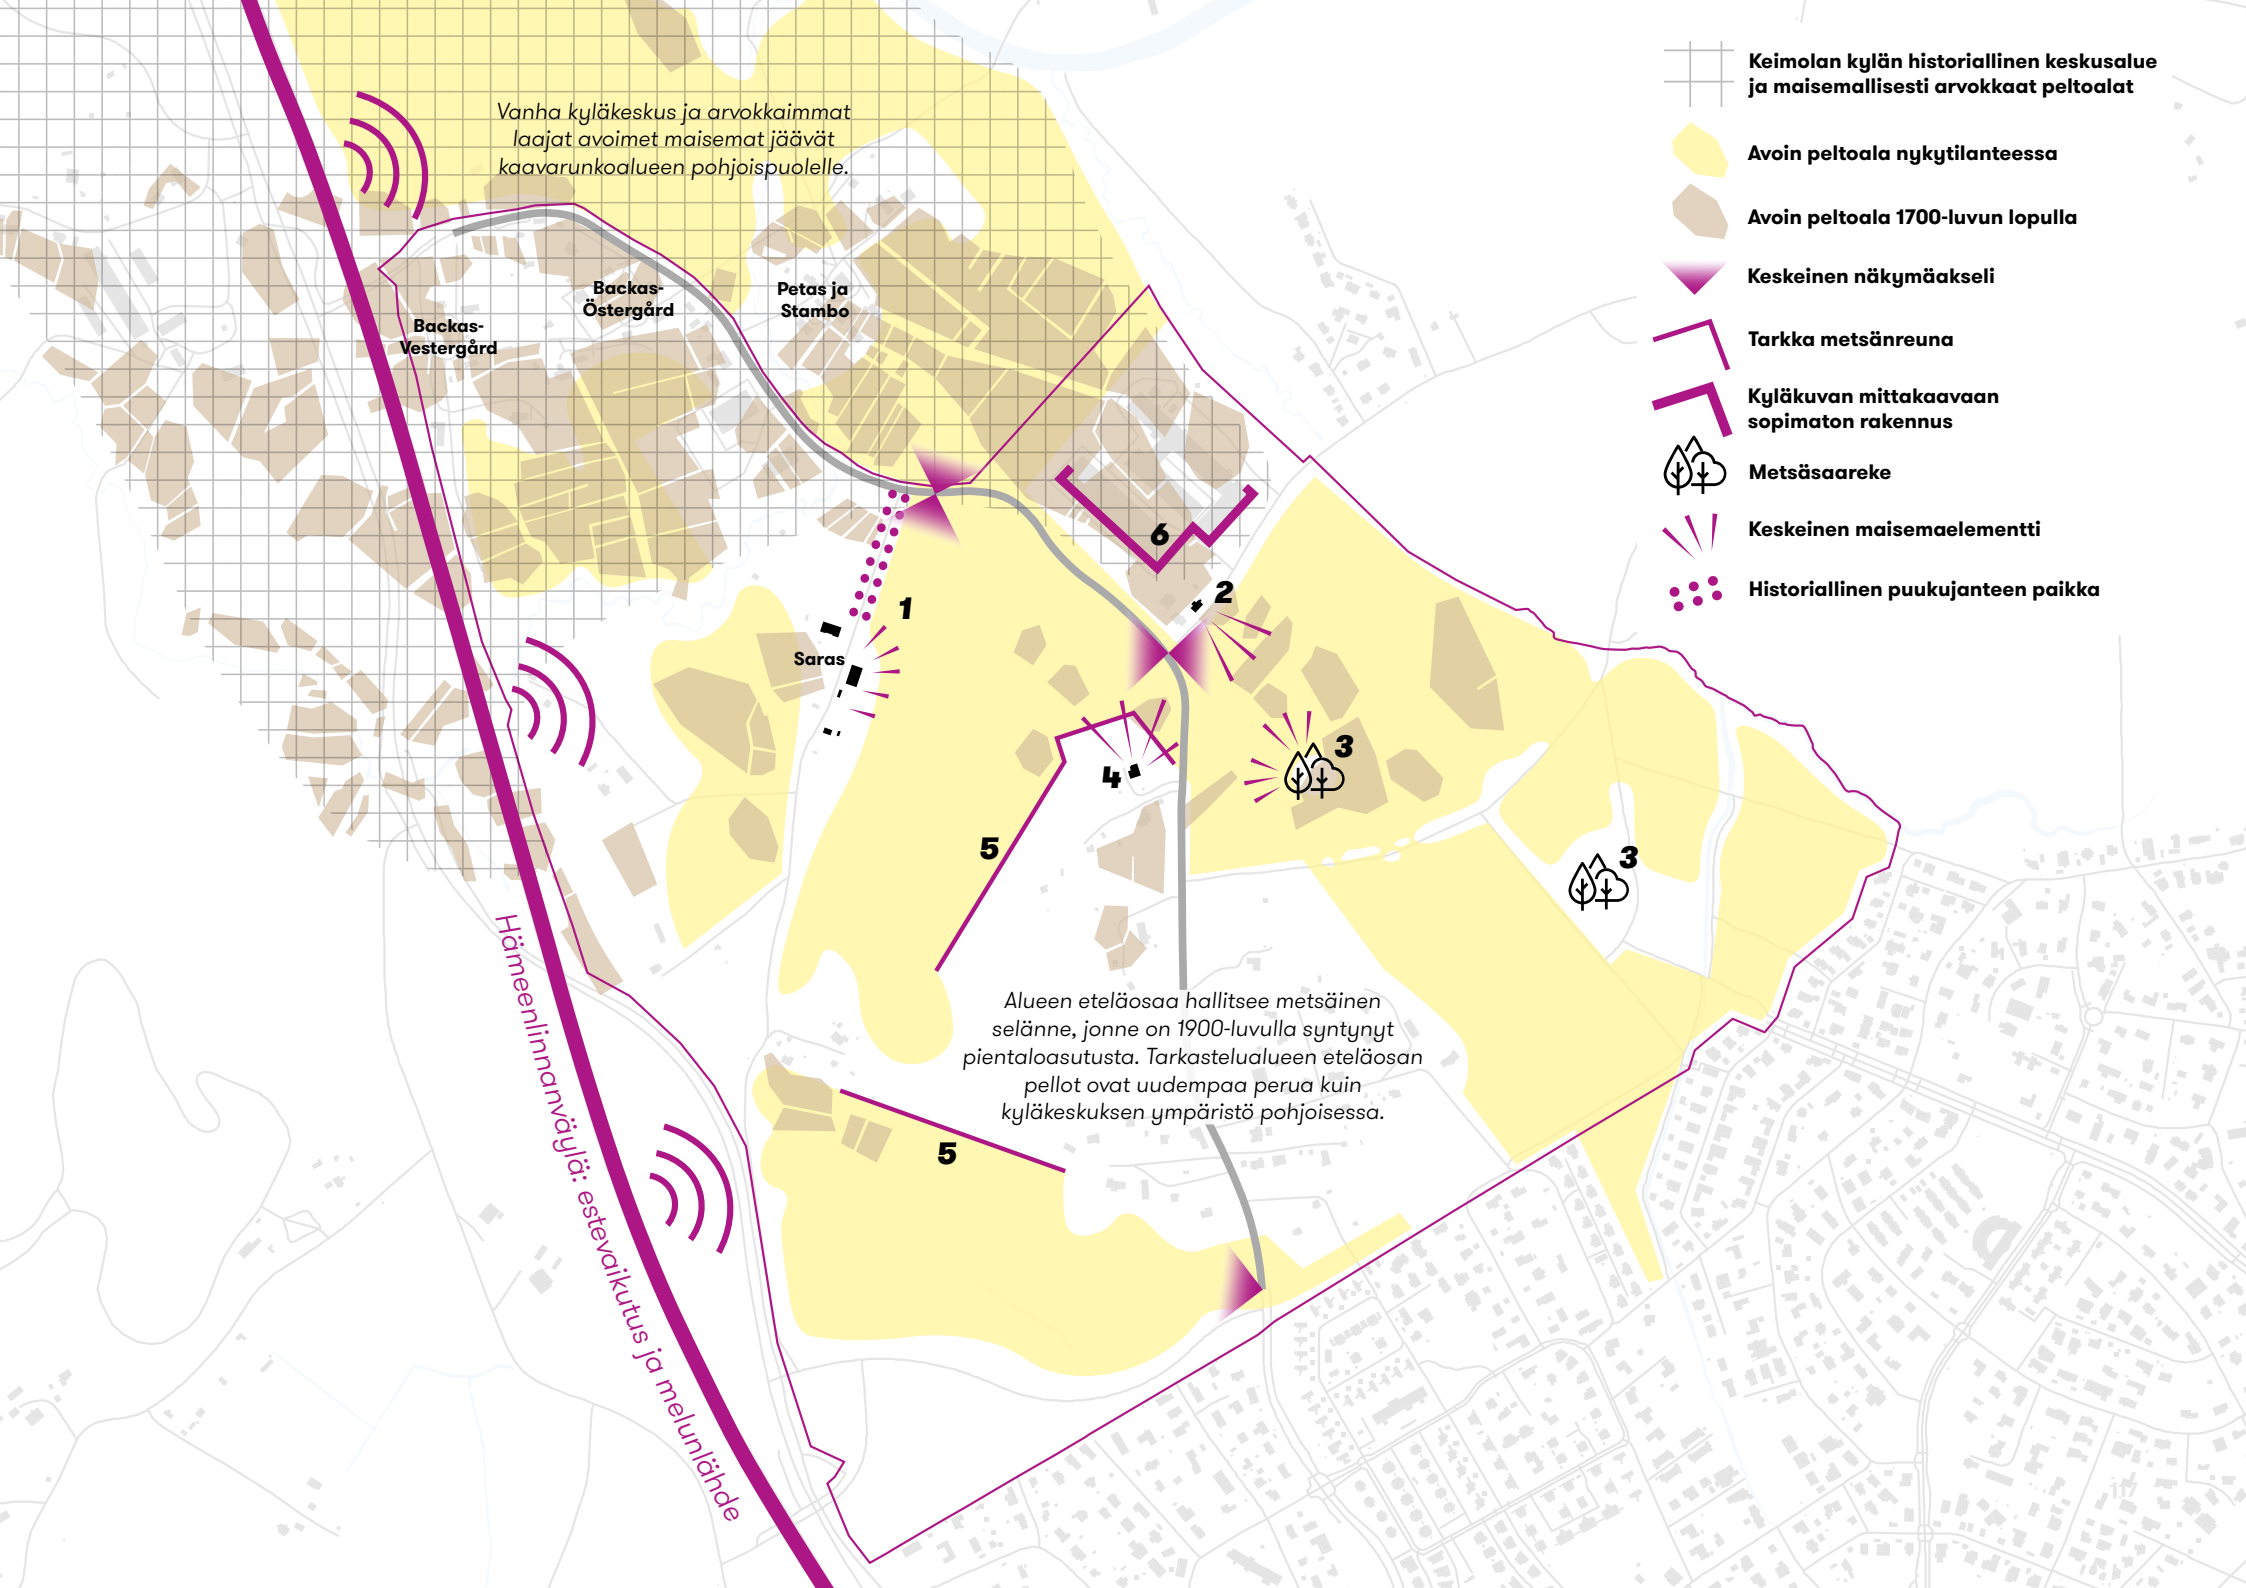 Keimolan kylän historiallinen keskusalue
ja maisemallisesti arvokkaat peltoalat
Avoin peltoala nykytilanteessa
Avoin peltoala 1700-luvun lopulla
Keskeinen näkymäakseli
Tarkka metsänreuna
Kyläkuvan mittakaavaan
sopimaton rakennus
Metsäsaareke
Keskeinen maisemaelementti
Historiallinen puukujanteen paikka
Vanha kyläkeskus ja arvokkaimmat
laajat avoimet maisemat jäävät
kaavarunkoalueen pohjoispuolelle.
Backas-
Östergård
Petas ja
Stambo
Backas-
Vestergård
6
2
1
Saras
3
4
5
3
Hämeenlinnanväylä: estevaikutus ja melunlähde
Alueen eteläosaa hallitsee metsäinen
selänne, jonne on 1900-luvulla syntynyt
pientaloasutusta. Tarkastelualueen eteläosan
pellot ovat uudempaa perua kuin
kyläkeskuksen ympäristö pohjoisessa.
5
117